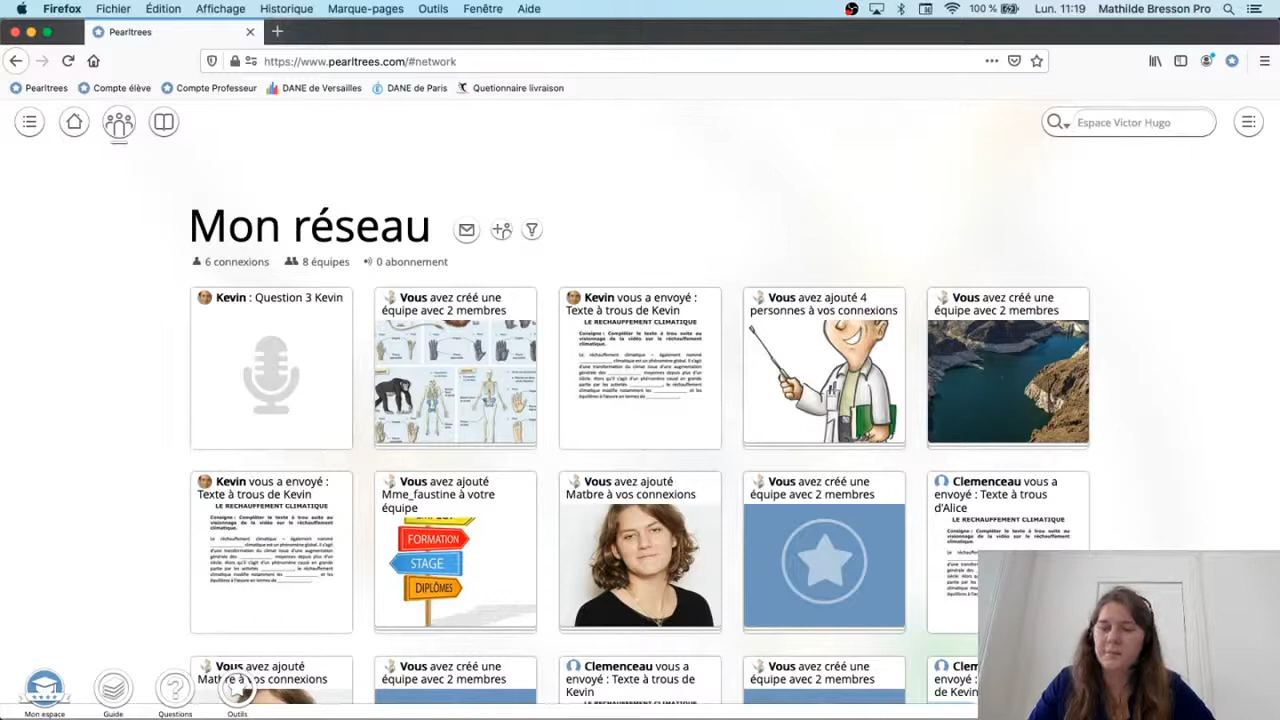 Firefox Fichier Édition Affichage Historique Marque-pages Outils Fenêtre Aide 100 % Lun. 11:19 Mathilde Bresson Pro
Pearltrees
https://www.pearltrees.com/#network
Pearltrees Compte élève Compte Professeur DANE de Versailles DANE de Paris Quetionnaire livraison
Espace Victor Hugo
Mon réseau
6 connexions 8 équipes 0 abonnement
Kevin : Question 3 Kevin
Vous avez créé une
équipe avec 2 membres
Kevin vous a envoyé :
Texte à trous de Kevin
LE RECHAUFFEMENT CLIMATIQUE
Vous avez ajouté 4
personnes à vos connexions
Vous avez créé une
équipe avec 2 membres
Kevin vous a envoyé :
Texte à trous de Kevin
LE RECHAUFFEMENT CLIMATIQUE
Vous avez ajouté
Mme_faustine à votre
équipe
FORMATION
STAGE
DIPLÔMES
Vous avez ajouté
Matbre à vos connexions
Vous avez créé une
équipe avec 2 membres
Clemenceau vous a
envoyé : Texte à trous
d'Alice
LE RECHAUFFEMENT CLIMATIQUE
Vous avez ajouté
Matbre à vos connexions
Vous avez créé une
équipe avec 2 membres
Clemenceau vous a
envoyé : Texte à trous de
Kevin
Vous avez créé une
équipe avec 2 membres
Clem
envoyé
de Kevin
Mon espace Guide Questions Outils